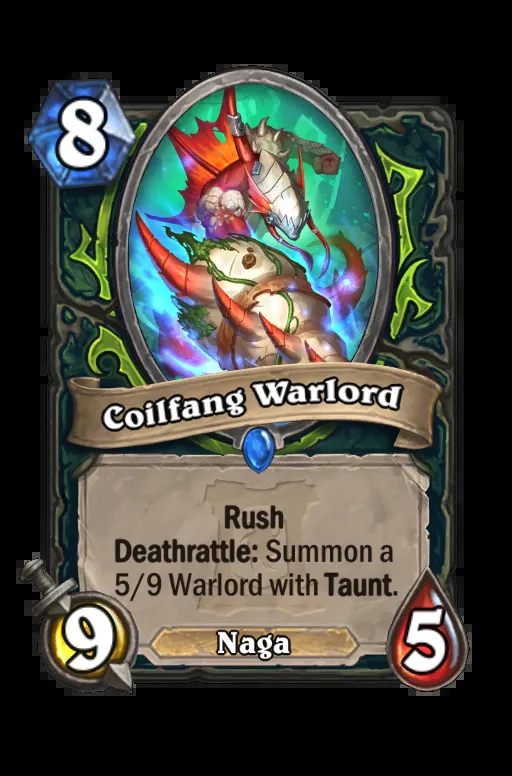 8
Coilfang Warlord
Rush
Deathrattle: Summon a
5/9 Warlord with Taunt.
9
Naga
5